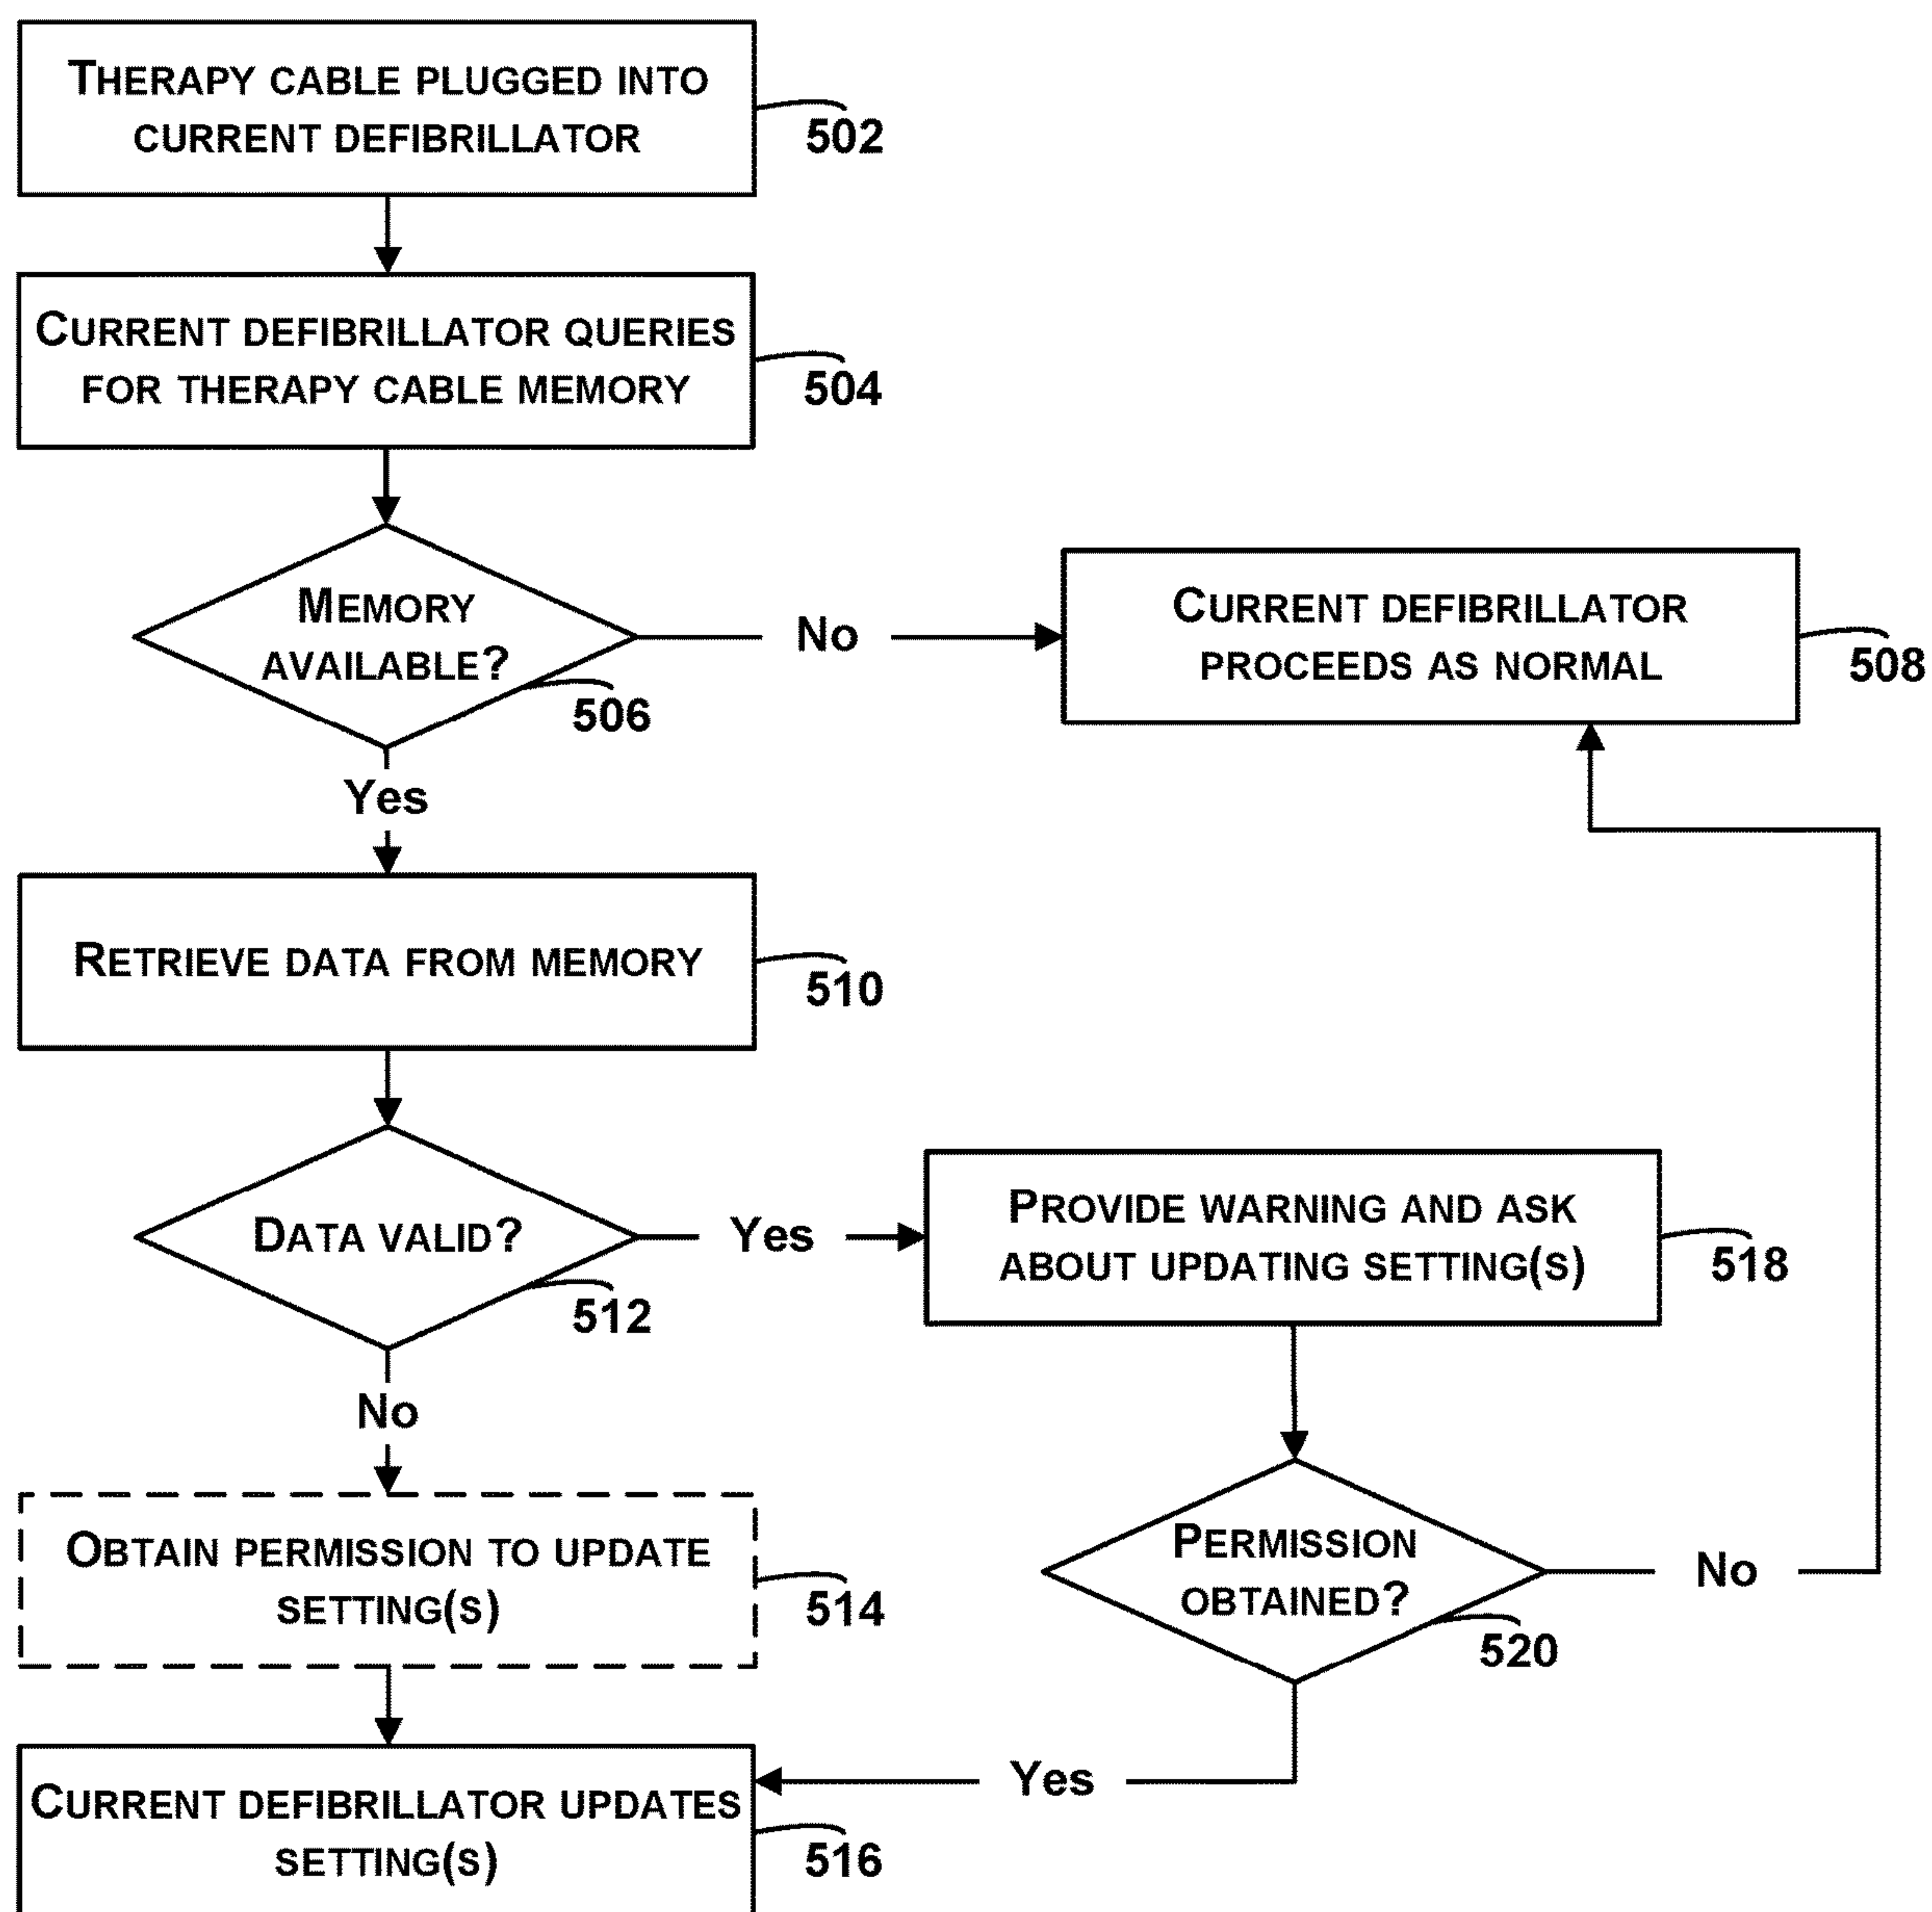 THERAPY CABLE PLUGGED INTO
CURRENT DEFIBRILLATOR
502
CURRENT DEFIBRILLATOR QUERIES
FOR THERAPY CABLE MEMORY
504
MEMORY
AVAILABLE?
506
No
CURRENT DEFIBRILLATOR
PROCEEDS AS NORMAL
508
Yes
RETRIEVE DATA FROM MEMORY
510
DATA VALID?
512
Yes
PROVIDE WARNING AND ASK
ABOUT UPDATING SETTING(S)
518
No
OBTAIN PERMISSION TO UPDATE
SETTING(S)
514
PERMISSION
OBTAINED?
520
No
Yes
CURRENT DEFIBRILLATOR UPDATES
SETTING(S)
516